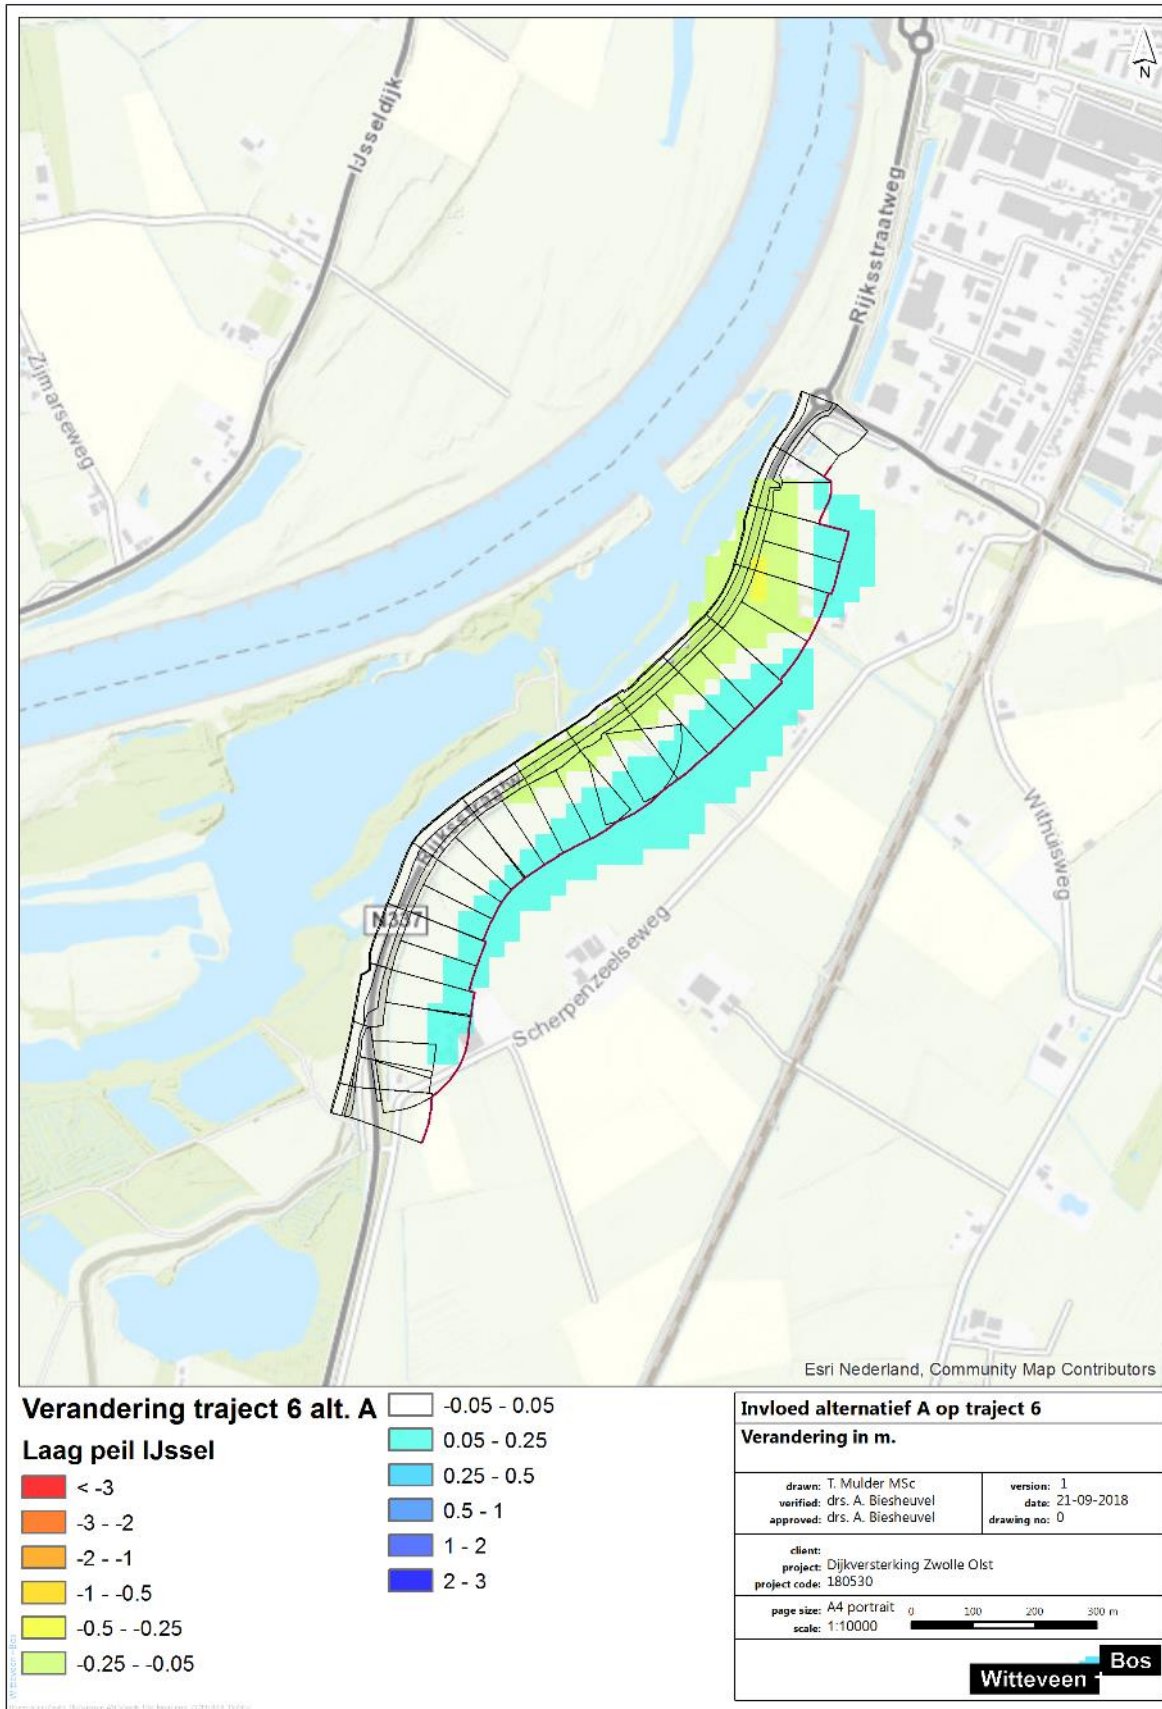 N
IJsseldijk
Rijksstraatweg
Zijmarseweg
Rijksstraatw
N337
Withuisweg
Scherpenzeelseweg
Esri Nederland, Community Map Contributors
Verandering traject 6 alt. A
Laag peil IJssel
< -3
-3 - -2
-2 - -1
-1 - -0.5
-0.5 - -0.25
-0.25 - -0.05
-0.05 - 0.05
0.05 - 0.25
0.25 - 0.5
0.5 - 1
1 - 2
2 - 3
Invloed alternatief A op traject 6
Verandering in m.
drawn: T. Mulder MSc
verified: drs. A. Biesheuvel
approved: drs. A. Biesheuvel
version: 1
date: 21-09-2018
drawing no: 0
client:
project: Dijkversterking Zwolle Olst
project code: 180530
page size: A4 portrait
scale: 1:10000
0 100 200 300 m
Witteveen + Bos
Witteveen+Bos